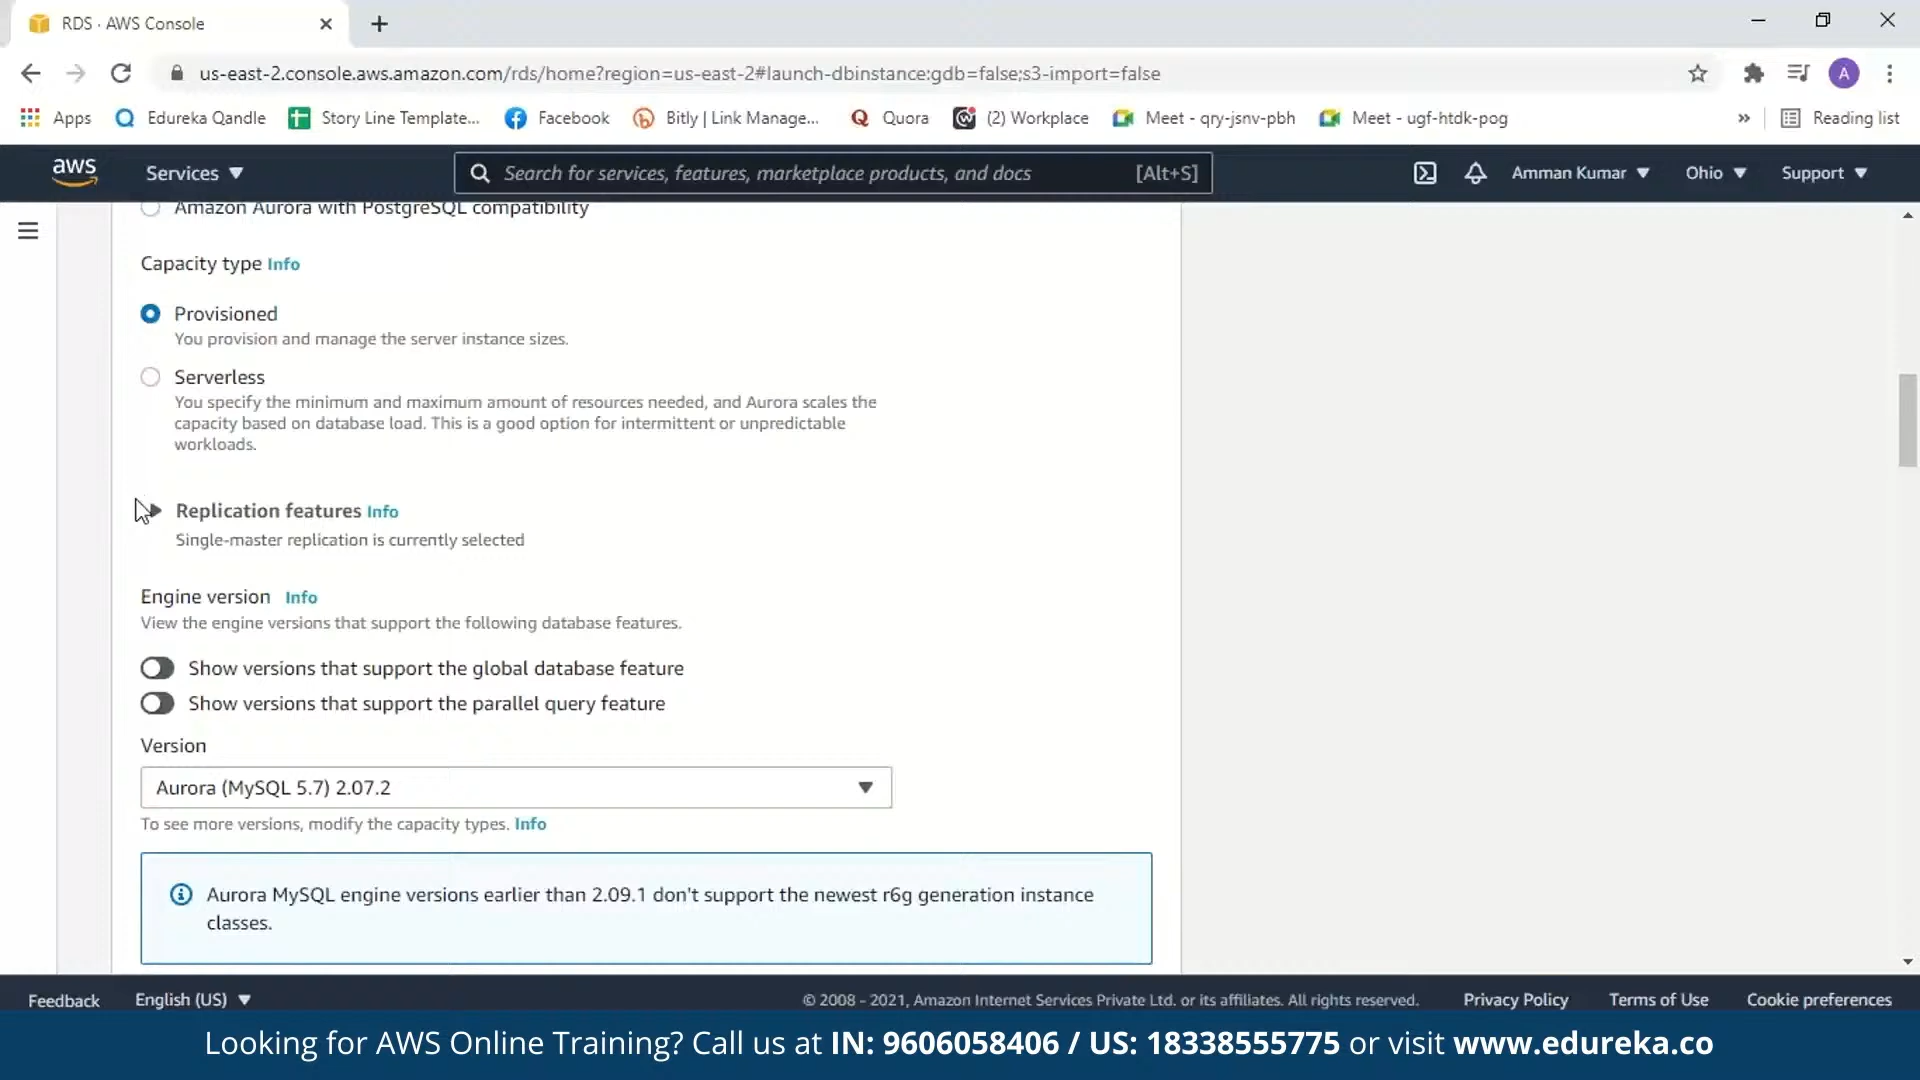 RDS · AWS Console
us-east-2.console.aws.amazon.com/rds/home?region=us-east-2#launch-dbinstance:gdb=false;s3-import=false
A
Apps
Edureka Qandle
Story Line Template...
Facebook
Bitly | Link Manage...
Quora
(2) Workplace
Meet - qry-jsnv-pbh
Meet - ugf-htdk-pog
»
Reading list
aws
Services
Search for services, features, marketplace products, and docs
[Alt+S]
Amman Kumar
Ohio
Support
Amazon Aurora with PostgreSQL compatibility
Capacity type Info
Provisioned
You provision and manage the server instance sizes.
Serverless
You specify the minimum and maximum amount of resources needed, and Aurora scales the
capacity based on database load. This is a good option for intermittent or unpredictable
workloads.
Replication features Info
Single-master replication is currently selected
Engine version Info
View the engine versions that support the following database features.
Show versions that support the global database feature
Show versions that support the parallel query feature
Version
Aurora (MySQL 5.7) 2.07.2
To see more versions, modify the capacity types. Info
Aurora MySQL engine versions earlier than 2.09.1 don't support the newest r6g generation instance
classes.
Feedback
English (US)
© 2008 - 2021, Amazon Internet Services Private Ltd. or its affiliates. All rights reserved.
Privacy Policy
Terms of Use
Cookie preferences
Looking for AWS Online Training? Call us at IN: 9606058406 / US: 18338555775 or visit www.edureka.co